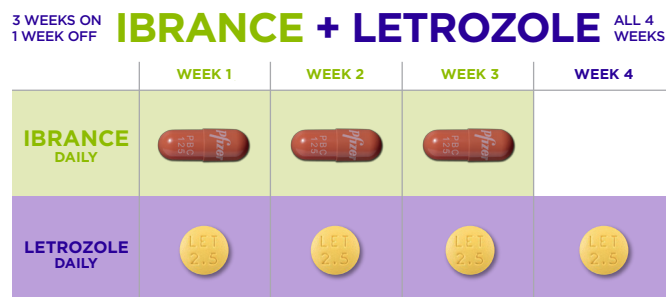 3 WEEKS ON
1 WEEK OFF
IBRANCE + LETROZOLE
ALL 4
WEEKS
WEEK 1
WEEK 2
WEEK 3
WEEK 4
IBRANCE
DAILY
PBC
125
Pfizer
PBC
125
Pfizer
PBC
125
Pfizer
LETROZOLE
DAILY
LET
2.5
LET
2.5
LET
2.5
LET
2.5